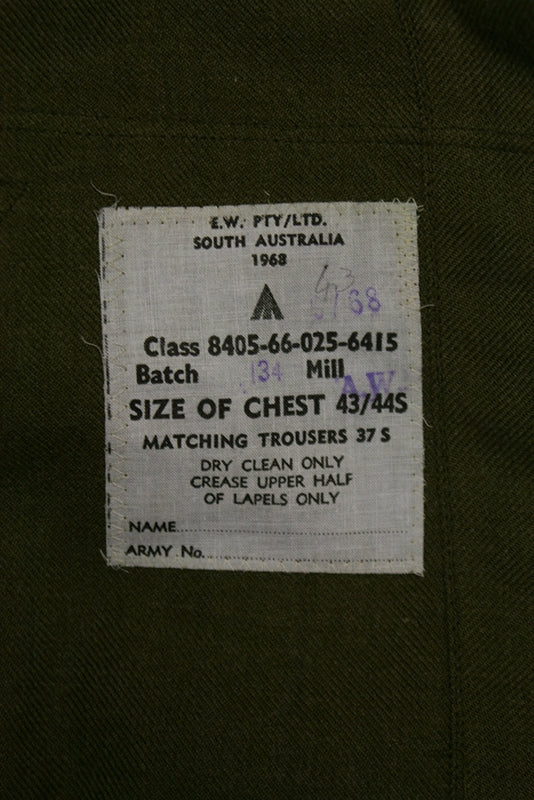 E.W. PTY/LTD.
SOUTH AUSTRALIA
1968
43
68
Class 8405-66-025-6415
Batch 134 Mill A.W.
SIZE OF CHEST 43/44S
MATCHING TROUSERS 37 S
DRY CLEAN ONLY
CREASE UPPER HALF
OF LAPELS ONLY
NAME
ARMY No.